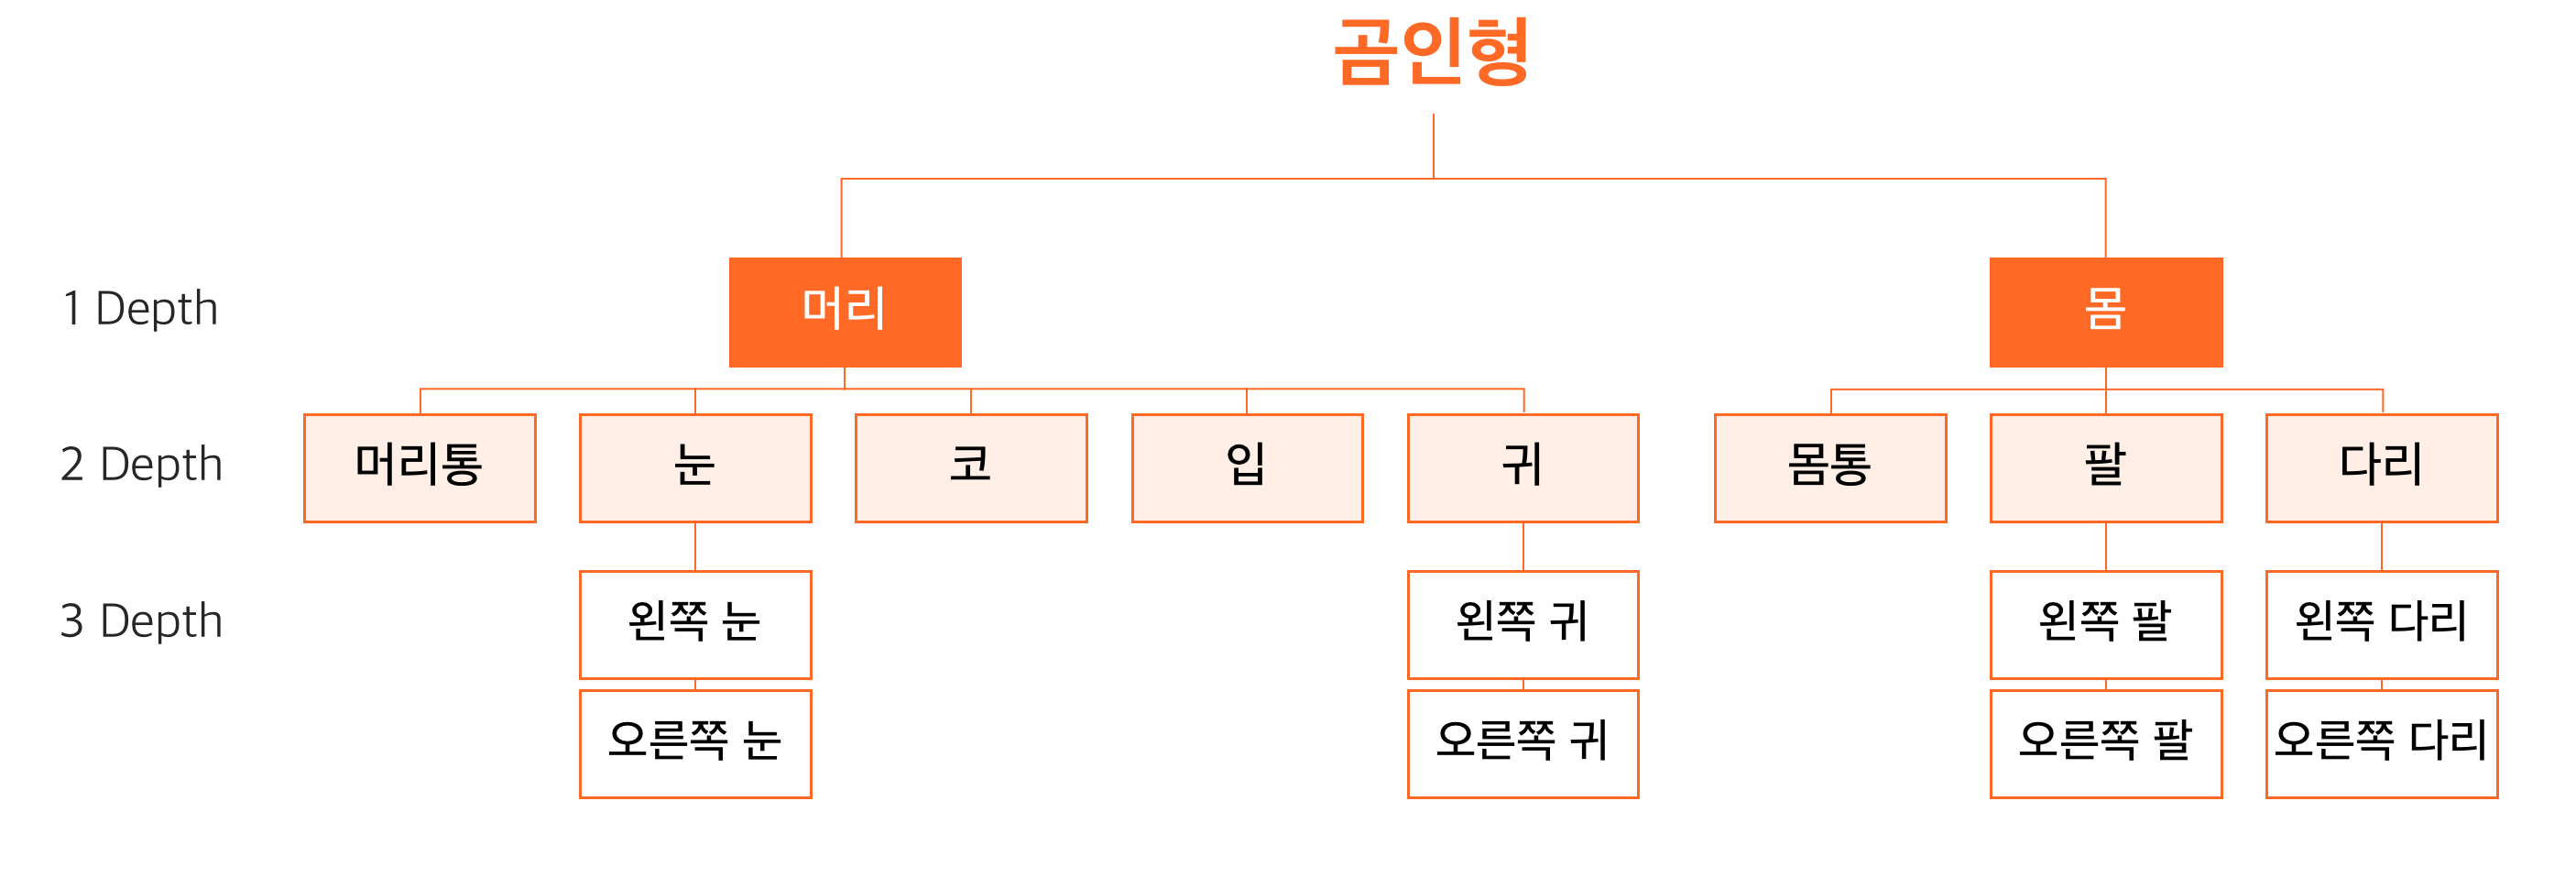 곰인형
1 Depth
머리
몸
2 Depth
머리통
눈
코
입
귀
몸통
팔
다리
3 Depth
왼쪽 눈
왼쪽 귀
왼쪽 팔
왼쪽 다리
오른쪽 눈
오른쪽 귀
오른쪽 팔
오른쪽 다리